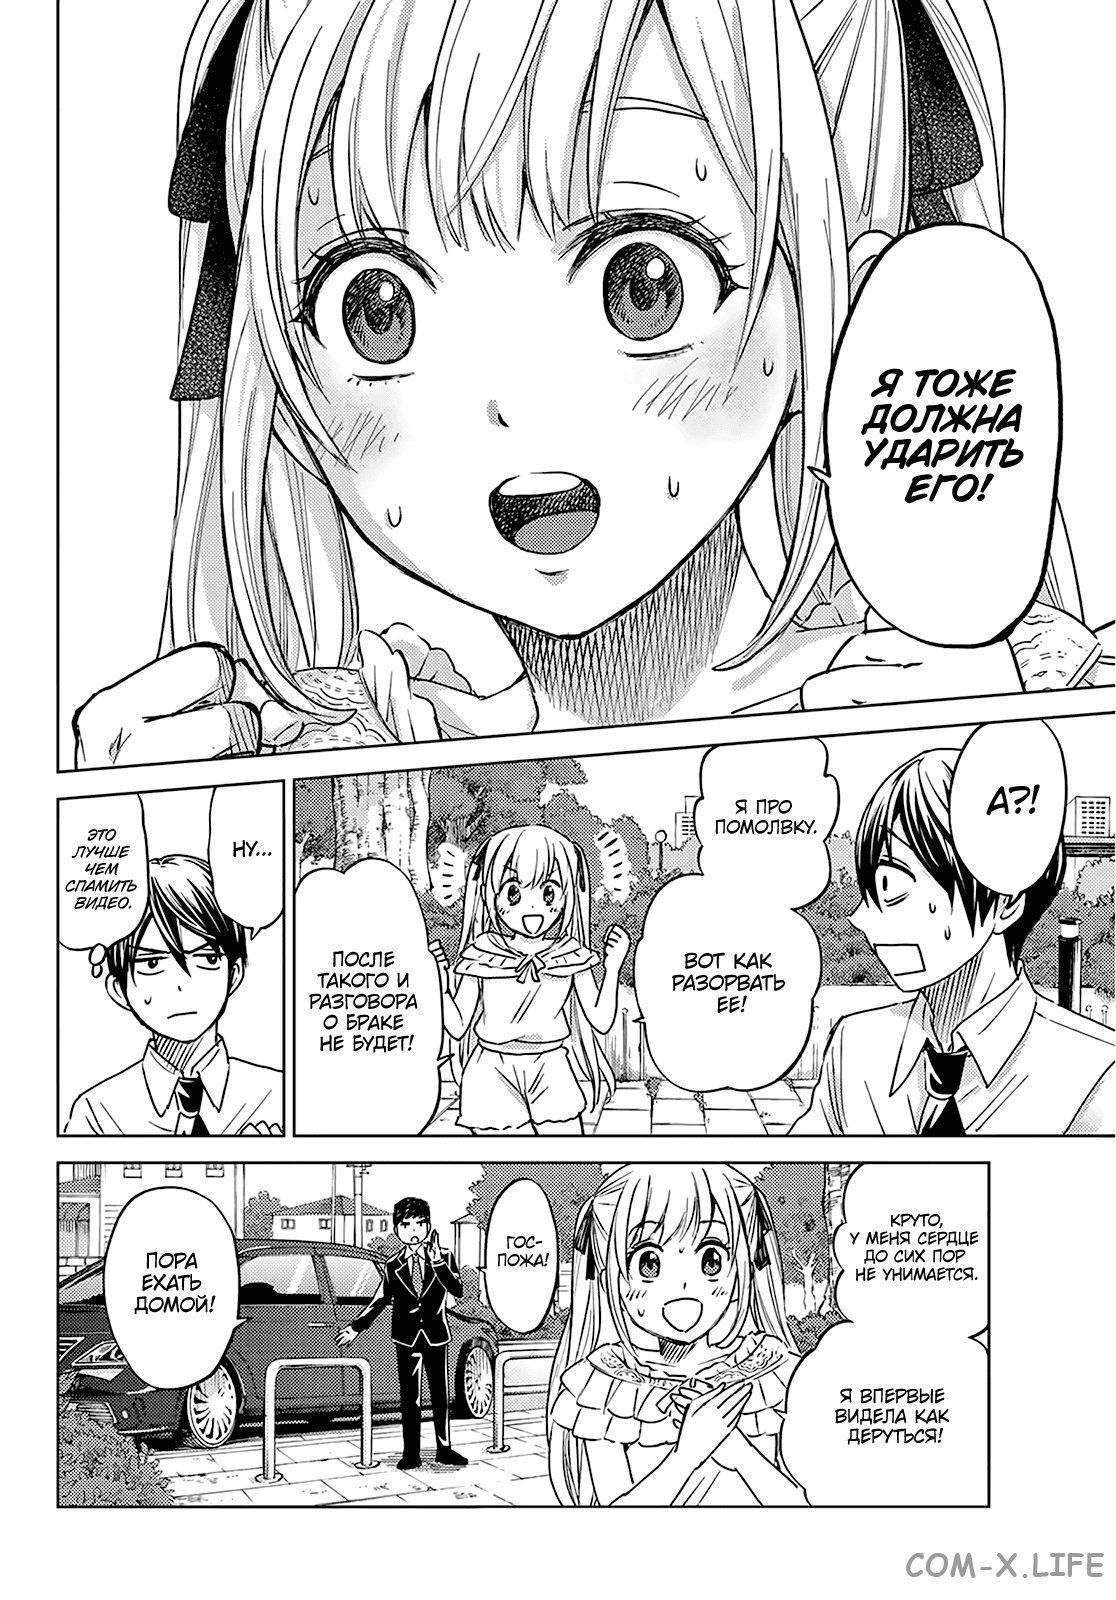 Я ТОЖЕ
ДОЛЖНА
УДАРИТЬ
ЕГО!
А?!
Я ПРО
ПОМОЛВКУ.
ВОТ КАК
РАЗОРВАТЬ
ЕЕ!
ПОСЛЕ
ТАКОГО И
РАЗГОВОРА
О БРАКЕ
НЕ БУДЕТ!
НУ...
ЭТО
ЛУЧШЕ
ЧЕМ
СПАМИТЬ
ВИДЕО.
КРУТО,
У МЕНЯ СЕРДЦЕ
ДО СИХ ПОР
НЕ УНИМАЕТСЯ.
Я ВПЕРВЫЕ
ВИДЕЛА КАК
ДЕРУТЬСЯ!
ГОС-
ПОЖА!
ПОРА
ЕХАТЬ
ДОМОЙ!
COM-X.LIFE